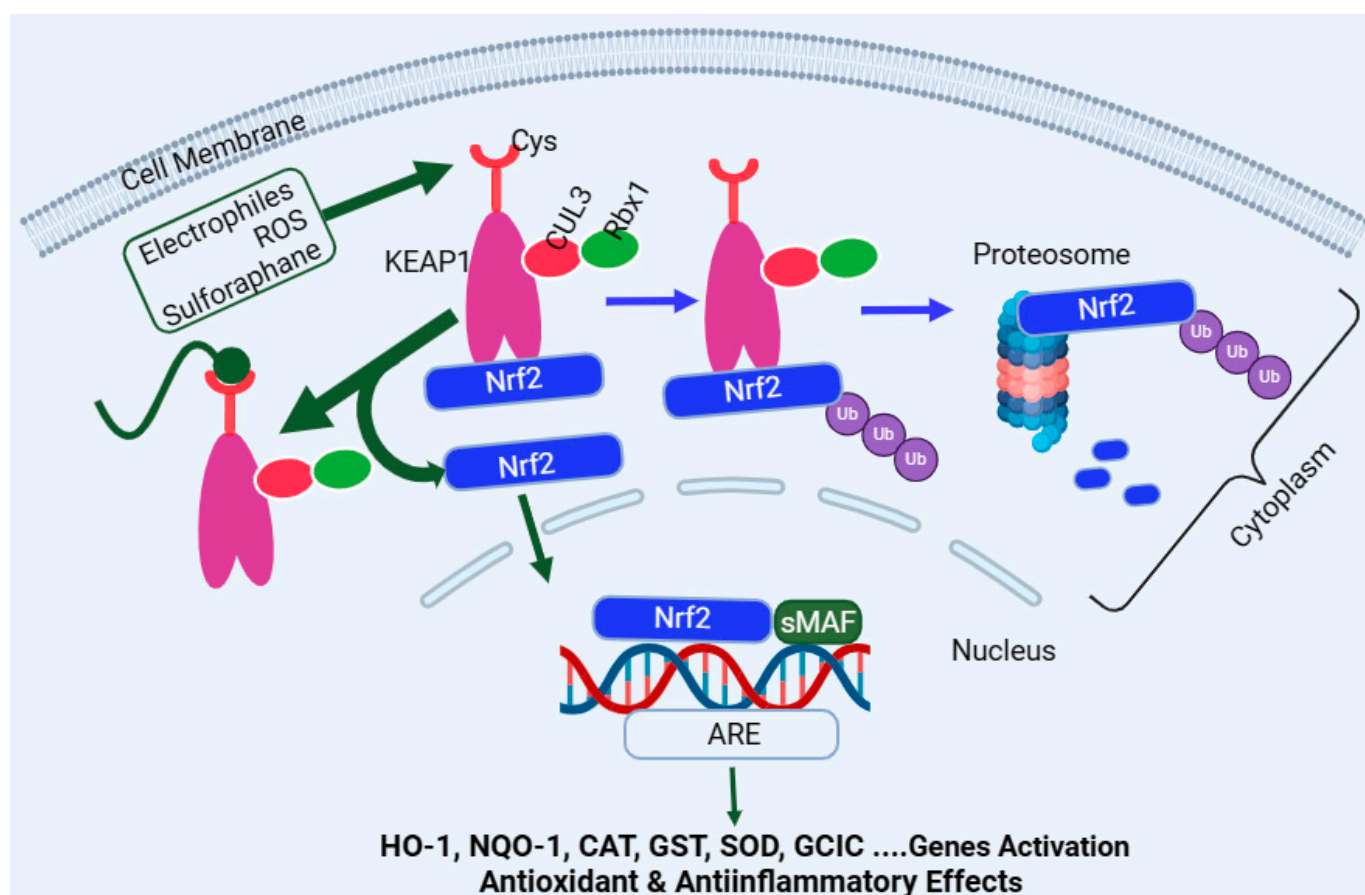 Cell Membrane
Electrophiles
ROS
Sulforaphane
Cys
CUL3
Rbx1
KEAP1
Nrf2
Nrf2
Ub
Ub
Ub
Proteosome
Nrf2
Ub
Ub
Ub
Cytoplasm
Nrf2
Nucleus
Nrf2
sMAF
ARE
HO-1, NQO-1, CAT, GST, SOD, GCIC ....Genes Activation
Antioxidant & Antiinflammatory Effects